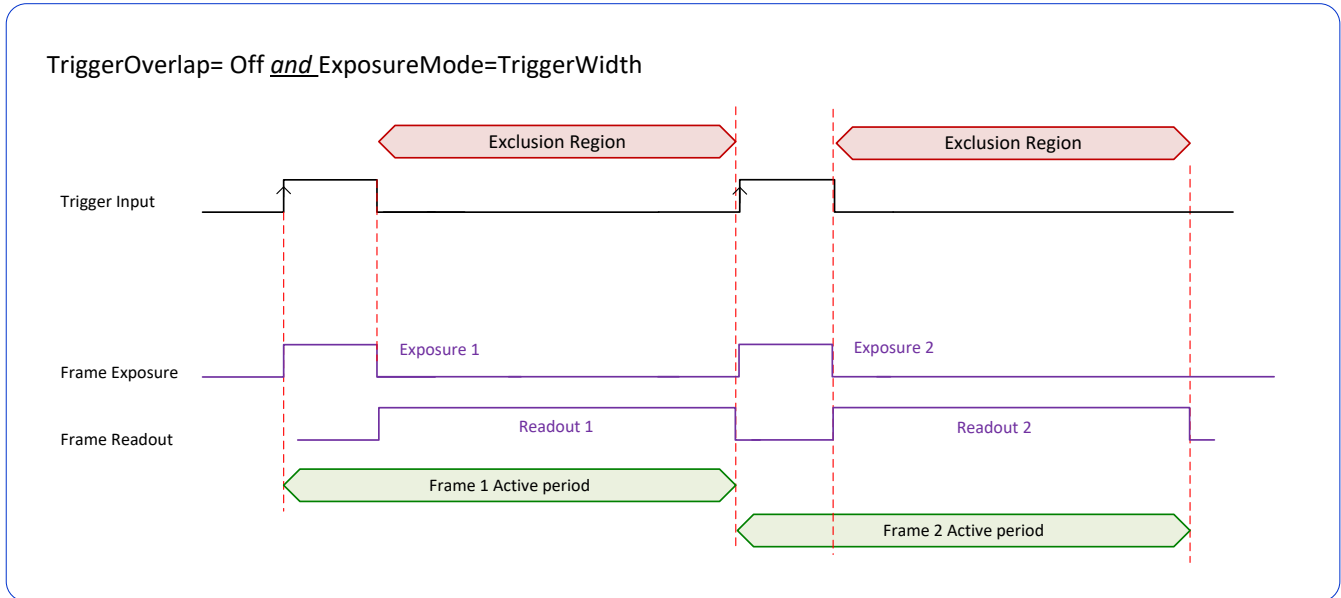 TriggerOverlap= Off and ExposureMode=TriggerWidth
Exclusion Region
Exclusion Region
Trigger Input
Exposure 1
Exposure 2
Frame Exposure
Readout 1
Readout 2
Frame Readout
Frame 1 Active period
Frame 2 Active period